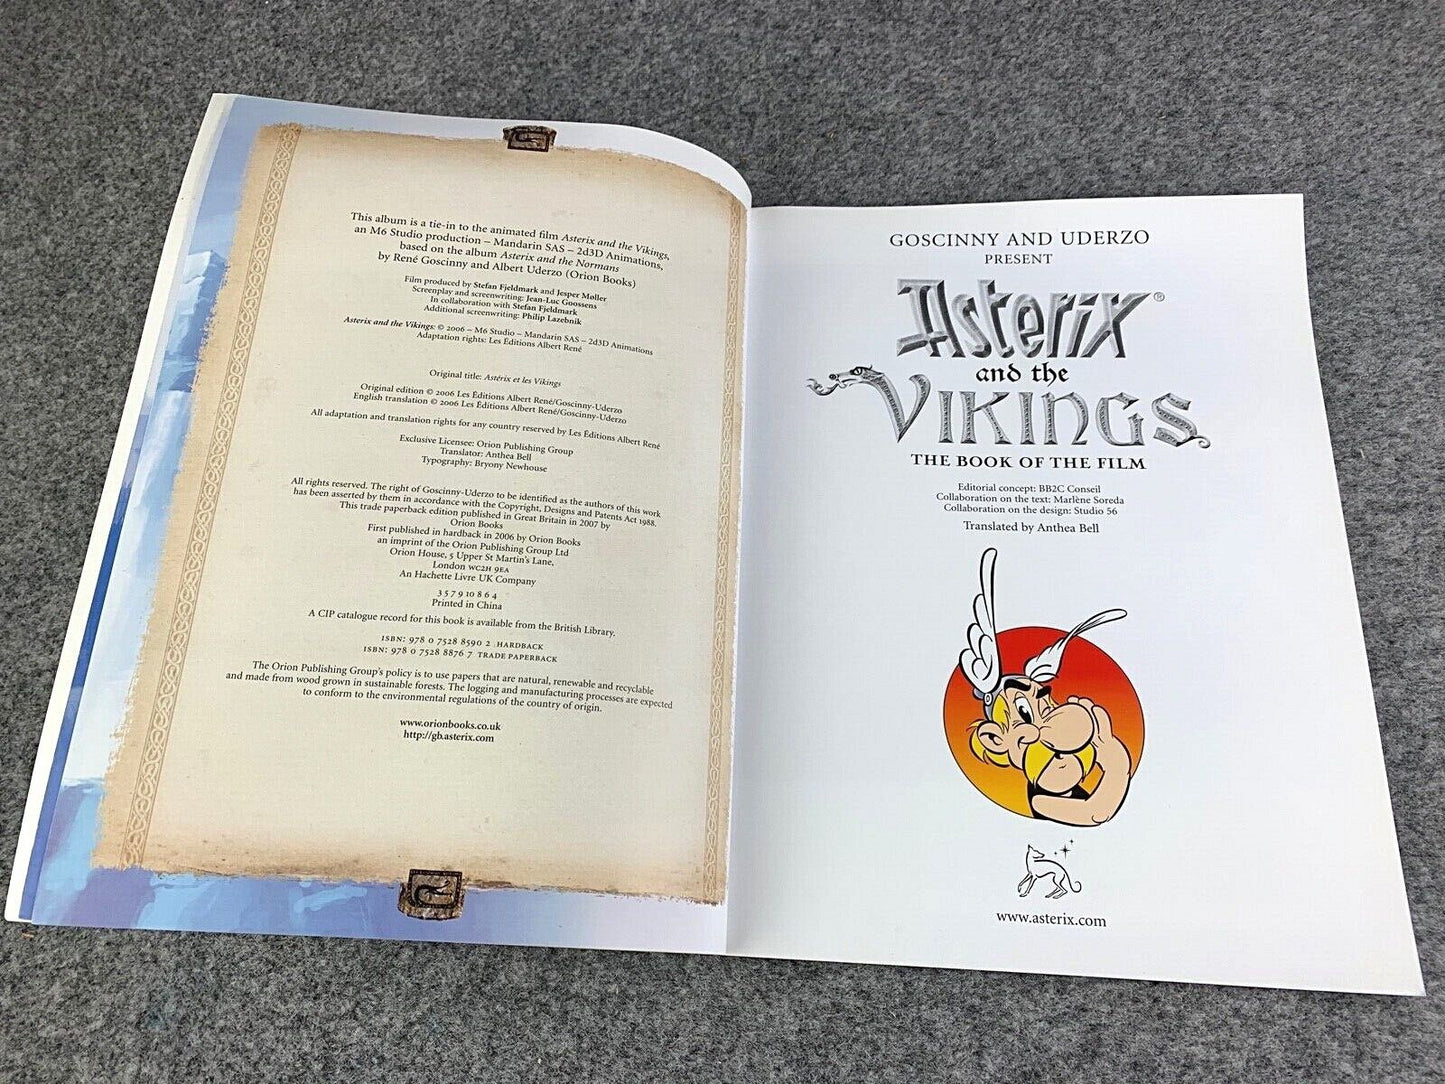 This album is a tie-in to the animated film Asterix and the Vikings,
an M6 Studio production – Mandarin SAS – 2d3D Animations,
based on the album Asterix and the Normans
by René Goscinny and Albert Uderzo (Orion Books)
Film produced by Stefan Fjeldmark and Jesper Møller
Screenplay and screenwriting: Jean-Luc Goossens
In collaboration with Stefan Fjeldmark
Additional screenwriting: Philip Lazebnik
Asterix and the Vikings: © 2006 – M6 Studio – Mandarin SAS – 2d3D Animations
Adaptation rights: Les Éditions Albert René
Original title: Astérix et les Vikings
Original edition © 2006 Les Éditions Albert René/Goscinny-Uderzo
English translation © 2006 Les Éditions Albert René/Goscinny-Uderzo
All adaptation and translation rights for any country reserved by Les Éditions Albert René
Exclusive Licensee: Orion Publishing Group
Translator: Anthea Bell
Typography: Bryony Newhouse
All rights reserved. The right of Goscinny-Uderzo to be identified as the authors of this work
has been asserted by them in accordance with the Copyright, Designs and Patents Act 1988.
This trade paperback edition published in Great Britain in 2007 by
Orion Books
First published in hardback in 2006 by Orion Books
an imprint of the Orion Publishing Group Ltd
Orion House, 5 Upper St Martin's Lane,
London WC2H 9EA
An Hachette Livre UK Company
3 5 7 9 10 8 6 4
Printed in China
A CIP catalogue record for this book is available from the British Library.
ISBN: 978 0 7528 8590 2 HARDBACK
ISBN: 978 0 7528 8876 7 TRADE PAPERBACK
The Orion Publishing Group's policy is to use papers that are natural, renewable and recyclable
and made from wood grown in sustainable forests. The logging and manufacturing processes are expected
to conform to the environmental regulations of the country of origin.
www.orionbooks.co.uk
http://gb.asterix.com
GOSCINNY AND UDERZO
PRESENT
Asterix®
and the
VIKINGS
THE BOOK OF THE FILM
Editorial concept: BB2C Conseil
Collaboration on the text: Marlène Soreda
Collaboration on the design: Studio 56
Translated by Anthea Bell
www.asterix.com